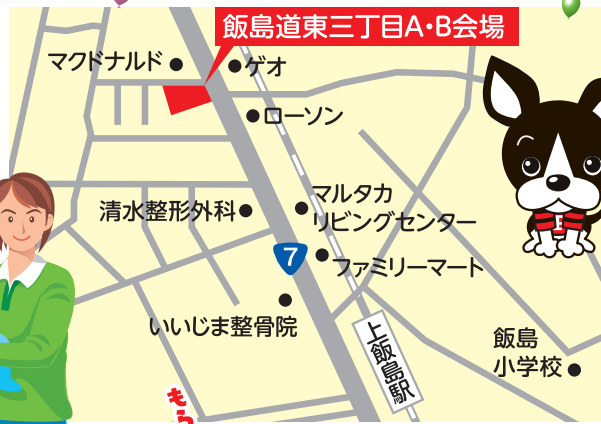 飯島道東三丁目A・B会場
マクドナルド
ゲオ
ローソン
清水整形外科
マルタカ
リビングセンター
7
ファミリーマート
いいじま整骨院
上飯島駅
飯島
小学校
もら